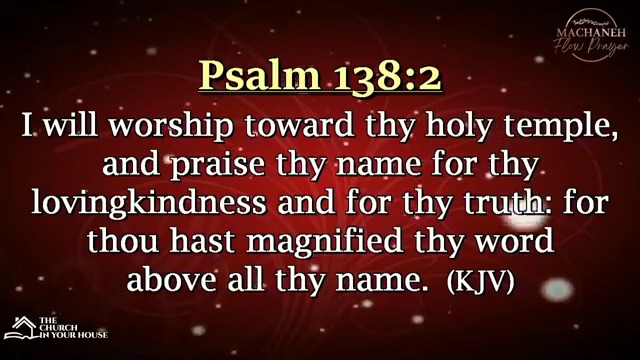 MACHANEH
Flow Prayer
Psalm 138:2
I will worship toward thy holy temple,
and praise thy name for thy
lovingkindness and for thy truth: for
thou hast magnified thy word
above all thy name. (KJV)
THE
CHURCH
IN YOUR HOUSE